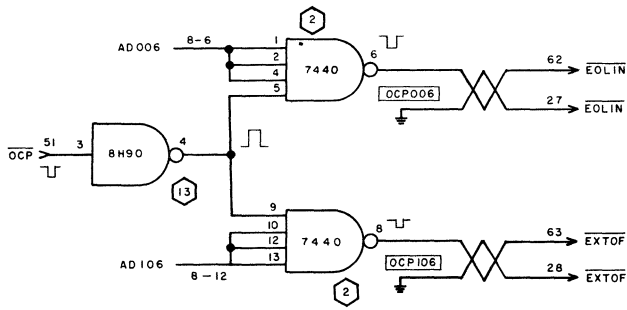 2
AD006 8-6 1 7440 6
2
4
5
62 EOLIN
OCP006
27 EOLIN
OCP 51 3 8H90 4
13
9
10 7440 8
12
13
AD106 8-12
2
63 EXTOF
OCP106
28 EXTOF